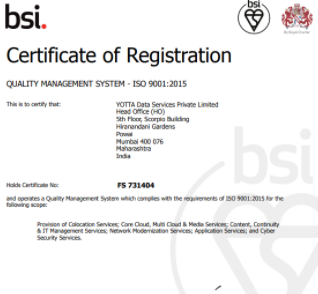 bsi.
bsi
By Royal Charter
Certificate of Registration
QUALITY MANAGEMENT SYSTEM - ISO 9001:2015
This is to certify that:
YOTTA Data Services Private Limited
Head Office (HO)
5th Floor, Scorpio Building
Hiranandani Gardens
Powai
Mumbai 400 076
Maharashtra
India
Holds Certificate No:
FS 731404
and operates a Quality Management System which complies with the requirements of ISO 9001:2015 for the
following scope:
Provision of Colocation Services; Core Cloud, Multi Cloud & Media Services; Content, Continuity
& IT Management Services; Network Modernization Services; Application Services; and Cyber
Security Services.
bsi